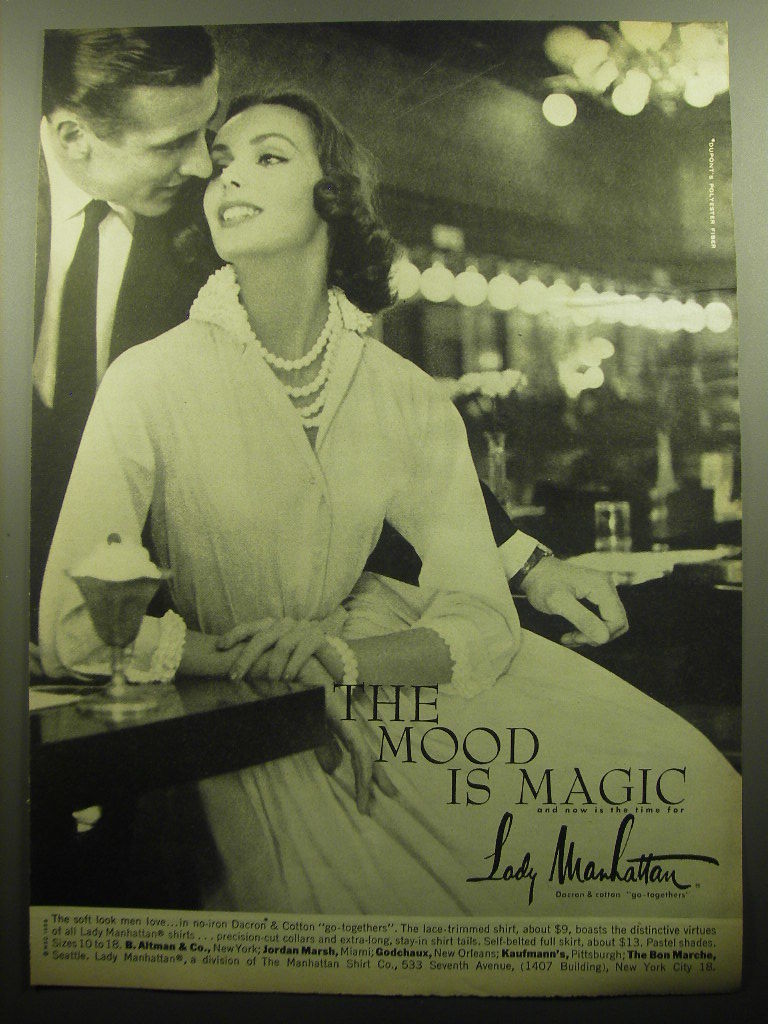 *DUPONT'S POLYESTER FIBER
THE
MOOD
IS MAGIC
and now is the time for
Lady Manhattan®
Dacron & cotton "go-togethers"
The soft look men love...in no-iron Dacron* & Cotton "go-togethers". The lace-trimmed shirt, about $9, boasts the distinctive virtues
of all Lady Manhattan® shirts... precision-cut collars and extra-long, stay-in shirt tails. Self-belted full skirt, about $13. Pastel shades.
Sizes 10 to 18. B. Altman & Co., New York; Jordan Marsh, Miami; Godchaux, New Orleans; Kaufmann's, Pittsburgh; The Bon Marche,
Seattle. Lady Manhattan®, a division of The Manhattan Shirt Co., 533 Seventh Avenue, (1407 Building), New York City 18.